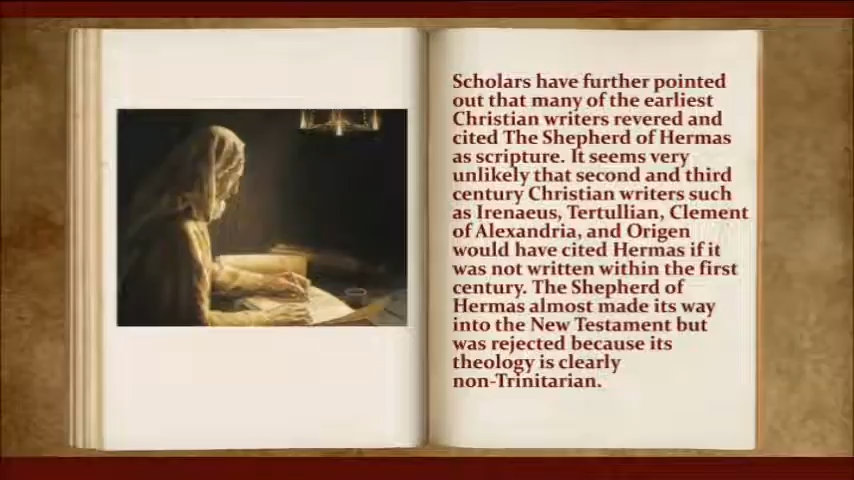 Scholars have further pointed
out that many of the earliest
Christian writers revered and
cited The Shepherd of Hermas
as scripture. It seems very
unlikely that second and third
century Christian writers such
as Irenaeus, Tertullian, Clement
of Alexandria, and Origen
would have cited Hermas if it
was not written within the first
century. The Shepherd of
Hermas almost made its way
into the New Testament but
was rejected because its
theology is clearly
non-Trinitarian.